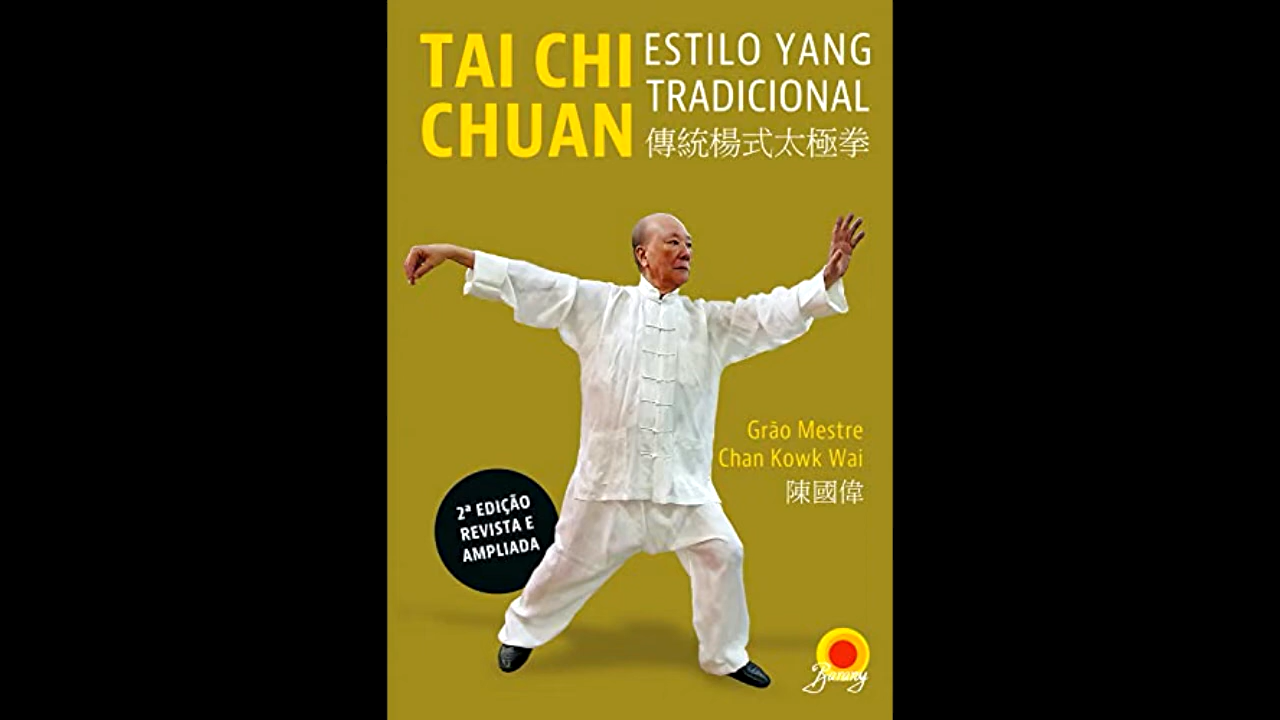 TAI CHI
CHUAN
ESTILO YANG
TRADICIONAL
傳統楊式太極拳
Grão Mestre
Chan Kowk Wai
陳國偉
2ª EDIÇÃO
REVISTA E
AMPLIADA
Barany